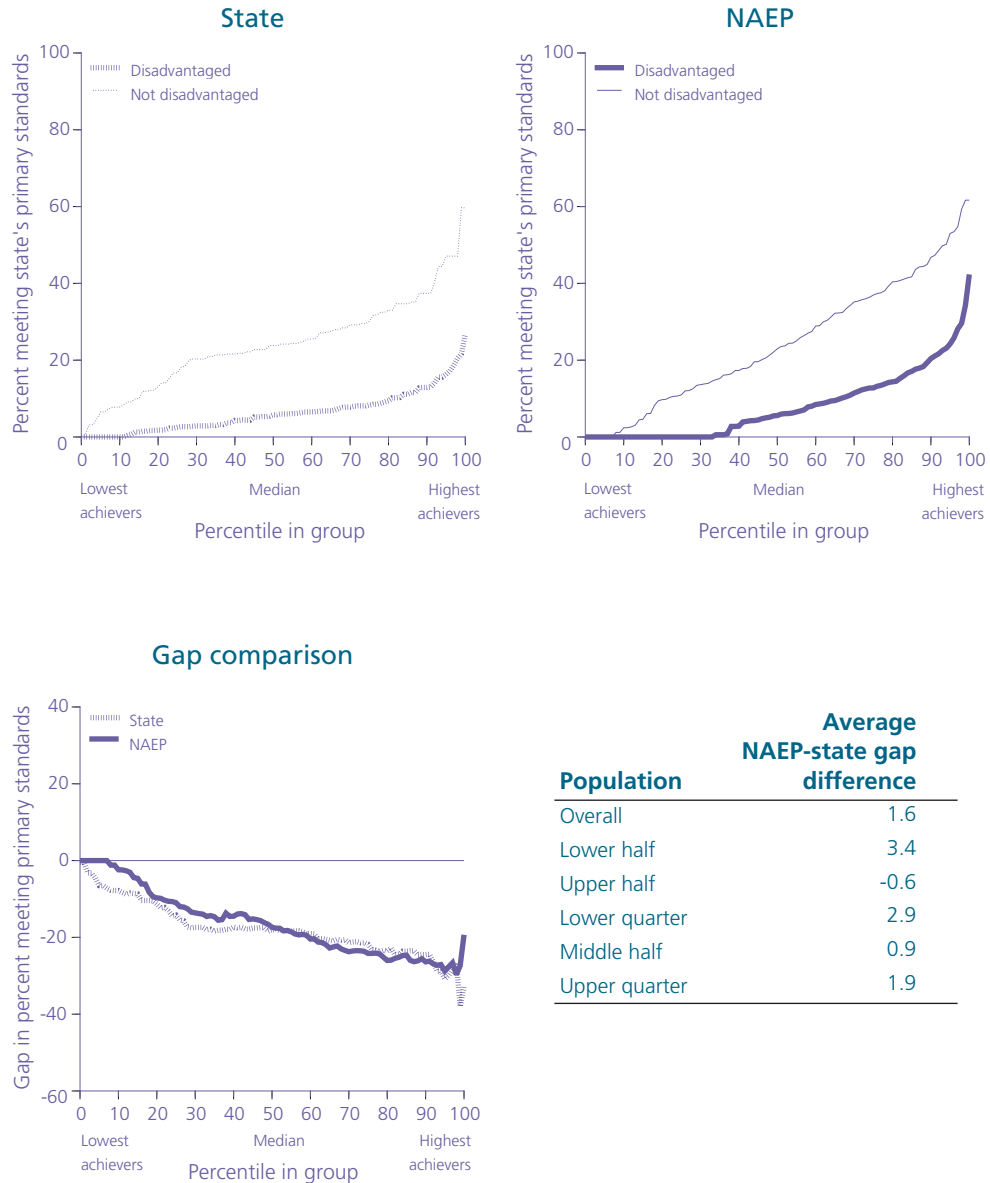 State
Percent meeting state's primary standards
100
80
60
40
20
0
Disadvantaged
Not disadvantaged
0 10 20 30 40 50 60 70 80 90 100
Lowest achievers
Median
Highest achievers
Percentile in group
NAEP
Percent meeting state's primary standards
100
80
60
40
20
0
Disadvantaged
Not disadvantaged
0 10 20 30 40 50 60 70 80 90 100
Lowest achievers
Median
Highest achievers
Percentile in group
Gap comparison
Gap in percent meeting primary standards
40
20
0
-20
-40
-60
State
NAEP
0 10 20 30 40 50 60 70 80 90 100
Lowest achievers
Median
Highest achievers
Percentile in group
Population Average NAEP-state gap difference
Overall 1.6
Lower half 3.4
Upper half -0.6
Lower quarter 2.9
Middle half 0.9
Upper quarter 1.9